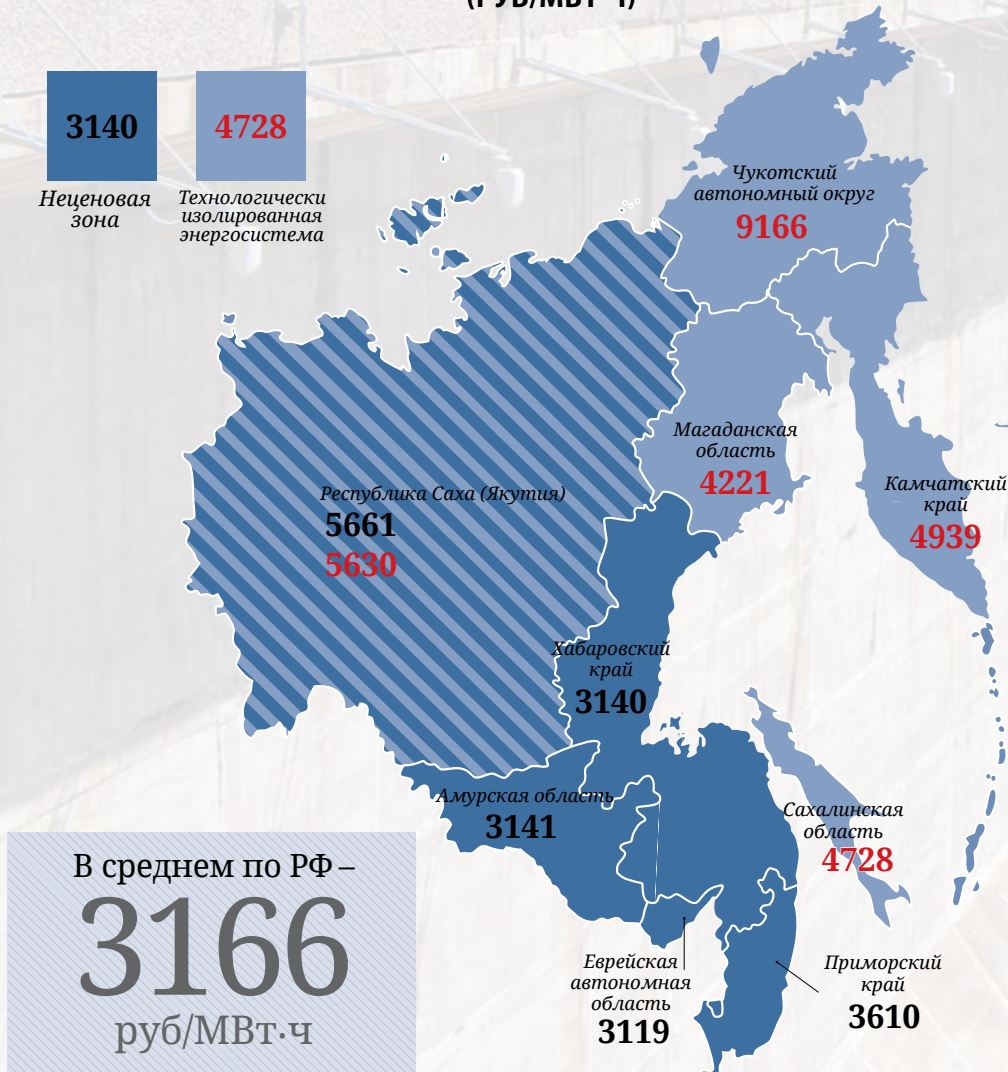 (РУБ/МВТ·Ч)
3140
4728
Неценовая
зона
Технологически
изолированная
энергосистема
Чукотский
автономный округ
9166
Магаданская
область
4221
Камчатский
край
4939
Республика Саха (Якутия)
5661
5630
Хабаровский
край
3140
Амурская область
3141
Сахалинская
область
4728
В среднем по РФ –
3166
руб/МВт·ч
Еврейская
автономная
область
3119
Приморский
край
3610